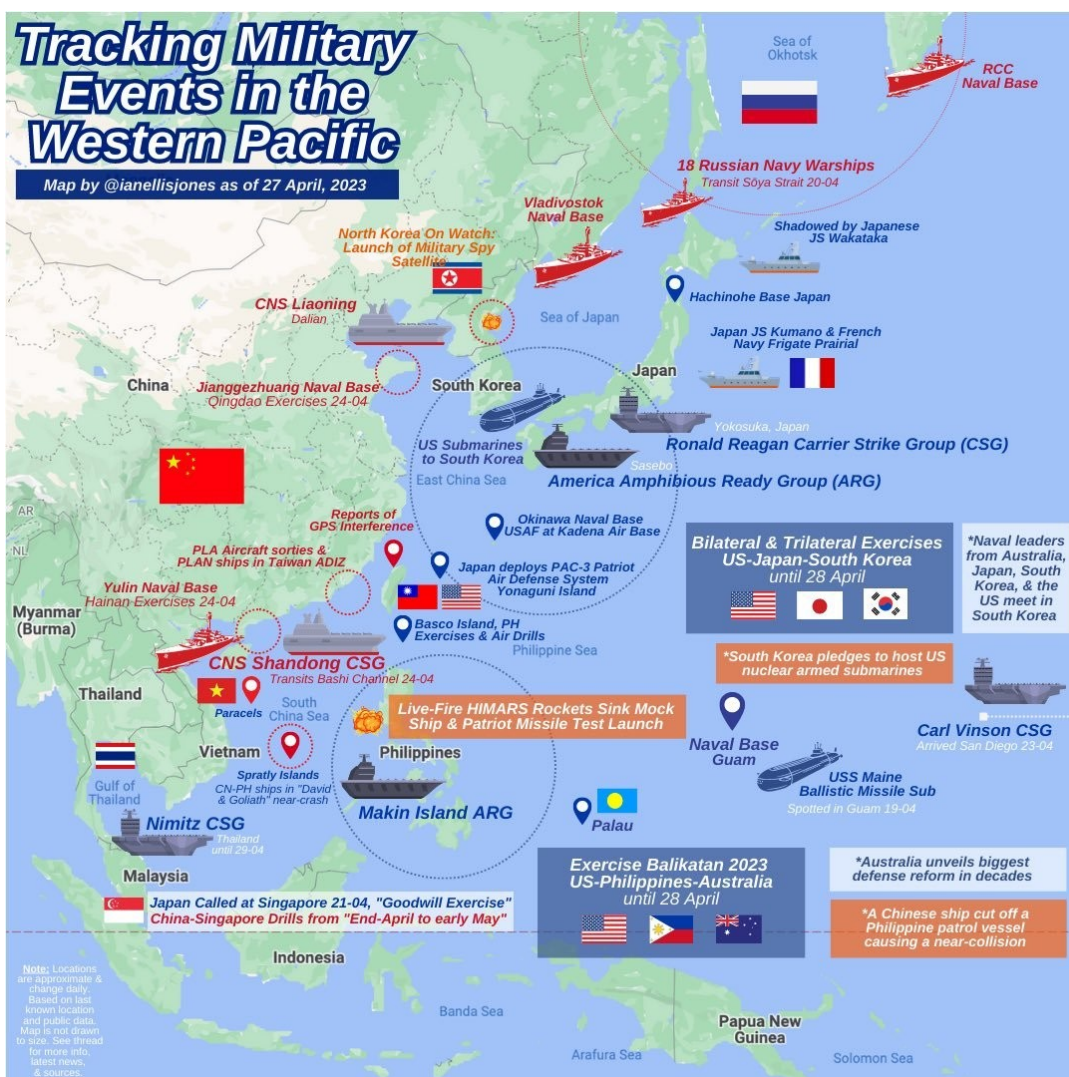 Tracking Military
Events in the
Western Pacific
Map by @ianellisjones as of 27 April, 2023
Sea of
Okhotsk
RCC
Naval Base
18 Russian Navy Warships
Transit Sōya Strait 20-04
Vladivostok
Naval Base
Shadowed by Japanese
JS Wakataka
North Korea On Watch:
Launch of Military Spy
Satellite
Hachinohe Base Japan
CNS Liaoning
Dalian
Sea of Japan
Japan JS Kumano & French
Navy Frigate Prairial
China
Jianggezhuang Naval Base
Qingdao Exercises 24-04
South Korea
Japan
Yokosuka, Japan
Ronald Reagan Carrier Strike Group (CSG)
US Submarines
to South Korea
Sasebo
America Amphibious Ready Group (ARG)
East China Sea
AR
NL
Reports of
GPS Interference
Okinawa Naval Base
USAF at Kadena Air Base
PLA Aircraft sorties &
PLAN ships in Taiwan ADIZ
Japan deploys PAC-3 Patriot
Air Defense System
Yonaguni Island
Bilateral & Trilateral Exercises
US-Japan-South Korea
until 28 April
*Naval leaders
from Australia,
Japan, South
Korea, & the
US meet in
South Korea
Yulin Naval Base
Hainan Exercises 24-04
Myanmar
(Burma)
Basco Island, PH
Exercises & Air Drills
Philippine Sea
CNS Shandong CSG
Transits Bashi Channel 24-04
*South Korea pledges to host US
nuclear armed submarines
Thailand
Paracels
South
China Sea
Live-Fire HIMARS Rockets Sink Mock
Ship & Patriot Missile Test Launch
Carl Vinson CSG
Arrived San Diego 23-04
Naval Base
Guam
Vietnam
Philippines
Spratly Islands
CN-PH ships in "David
& Goliath" near-crash
USS Maine
Ballistic Missile Sub
Spotted in Guam 19-04
Gulf of
Thailand
Makin Island ARG
Palau
Nimitz CSG
Thailand
until 29-04
Malaysia
Exercise Balikatan 2023
US-Philippines-Australia
until 28 April
*Australia unveils biggest
defense reform in decades
Japan Called at Singapore 21-04, "Goodwill Exercise"
China-Singapore Drills from "End-April to early May"
*A Chinese ship cut off a
Philippine patrol vessel
causing a near-collision
Indonesia
Note: Locations
are approximate &
change daily.
Based on last
known location
and public data.
Map is not drawn
to size. See thread
for more info,
latest news,
& sources.
Banda Sea
Papua New
Guinea
Arafura Sea
Solomon Sea